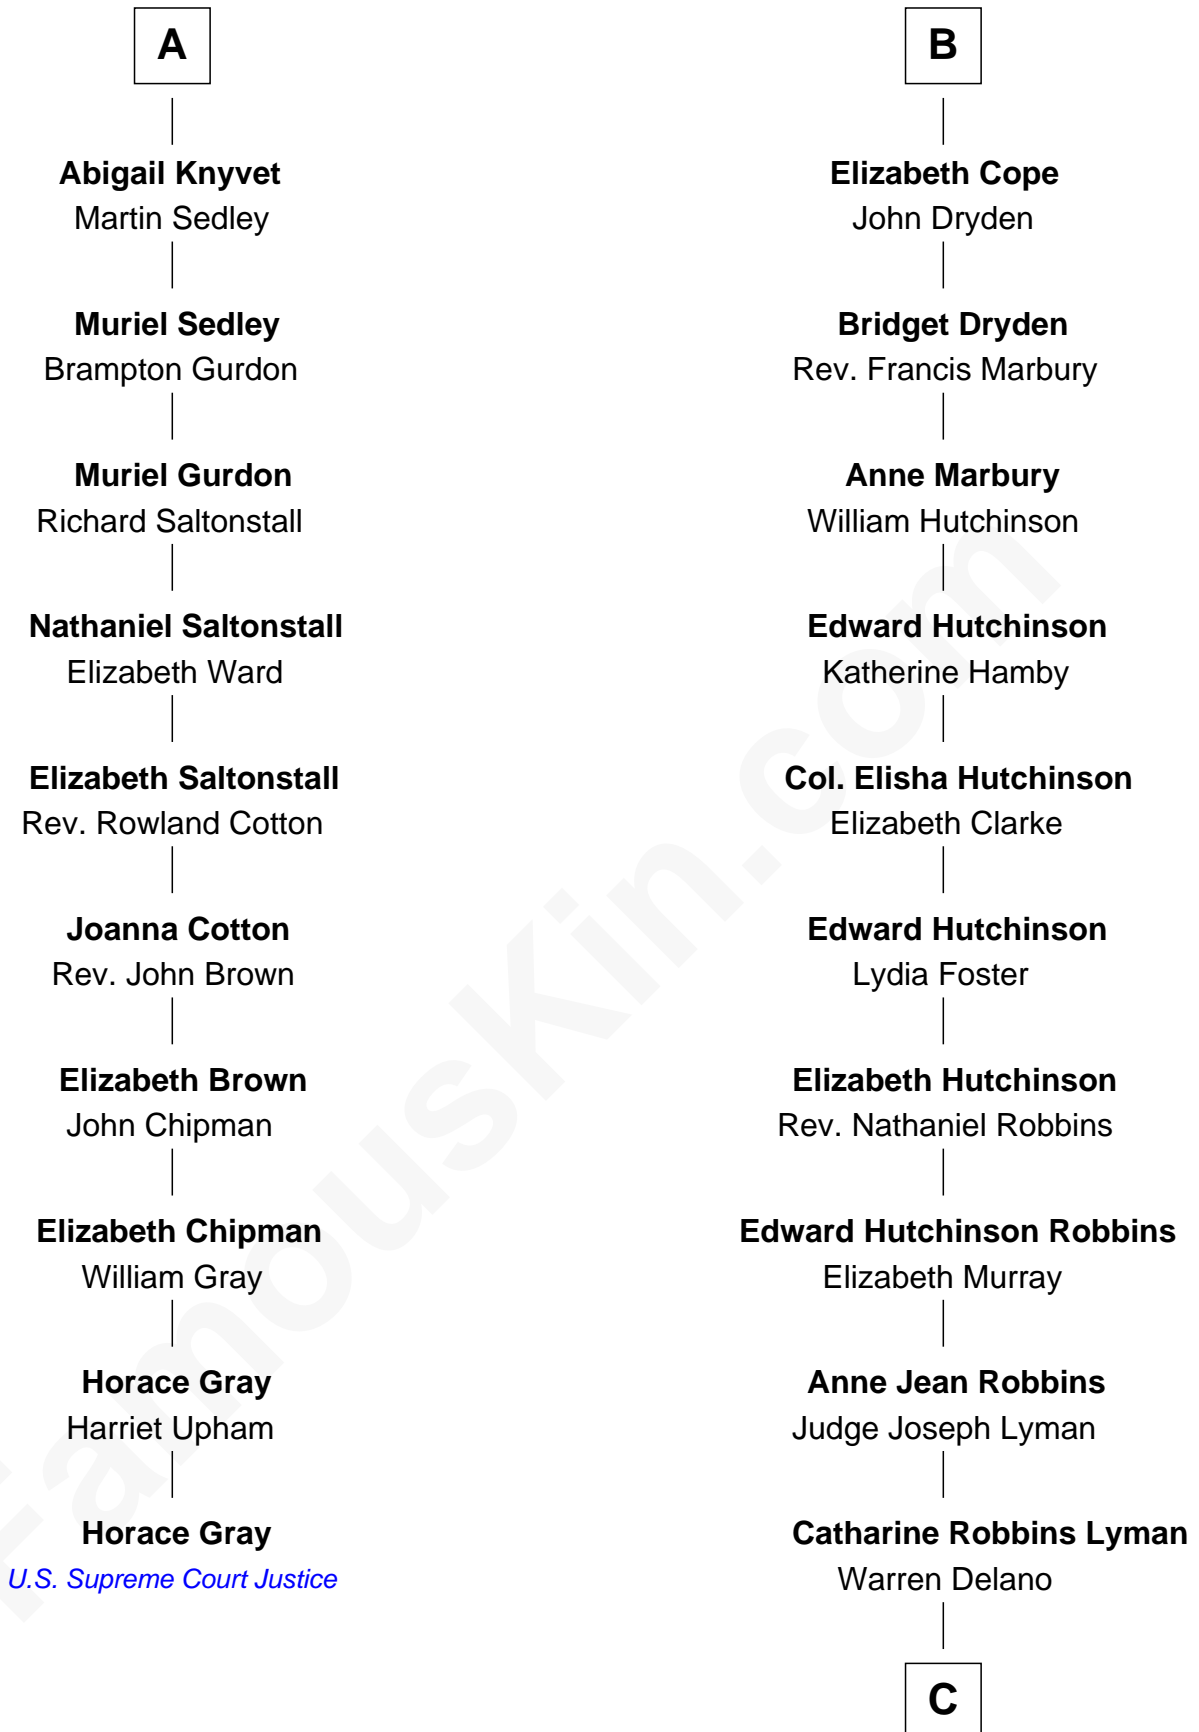 A
Abigail Knyvet
Martin Sedley
Muriel Sedley
Brampton Gurdon
Muriel Gurdon
Richard Saltonstall
Nathaniel Saltonstall
Elizabeth Ward
Elizabeth Saltonstall
Rev. Rowland Cotton
Joanna Cotton
Rev. John Brown
Elizabeth Brown
John Chipman
Elizabeth Chipman
William Gray
Horace Gray
Harriet Upham
Horace Gray
U.S. Supreme Court Justice
B
Elizabeth Cope
John Dryden
Bridget Dryden
Rev. Francis Marbury
Anne Marbury
William Hutchinson
Edward Hutchinson
Katherine Hamby
Col. Elisha Hutchinson
Elizabeth Clarke
Edward Hutchinson
Lydia Foster
Elizabeth Hutchinson
Rev. Nathaniel Robbins
Edward Hutchinson Robbins
Elizabeth Murray
Anne Jean Robbins
Judge Joseph Lyman
Catharine Robbins Lyman
Warren Delano
C
FamousKin.com